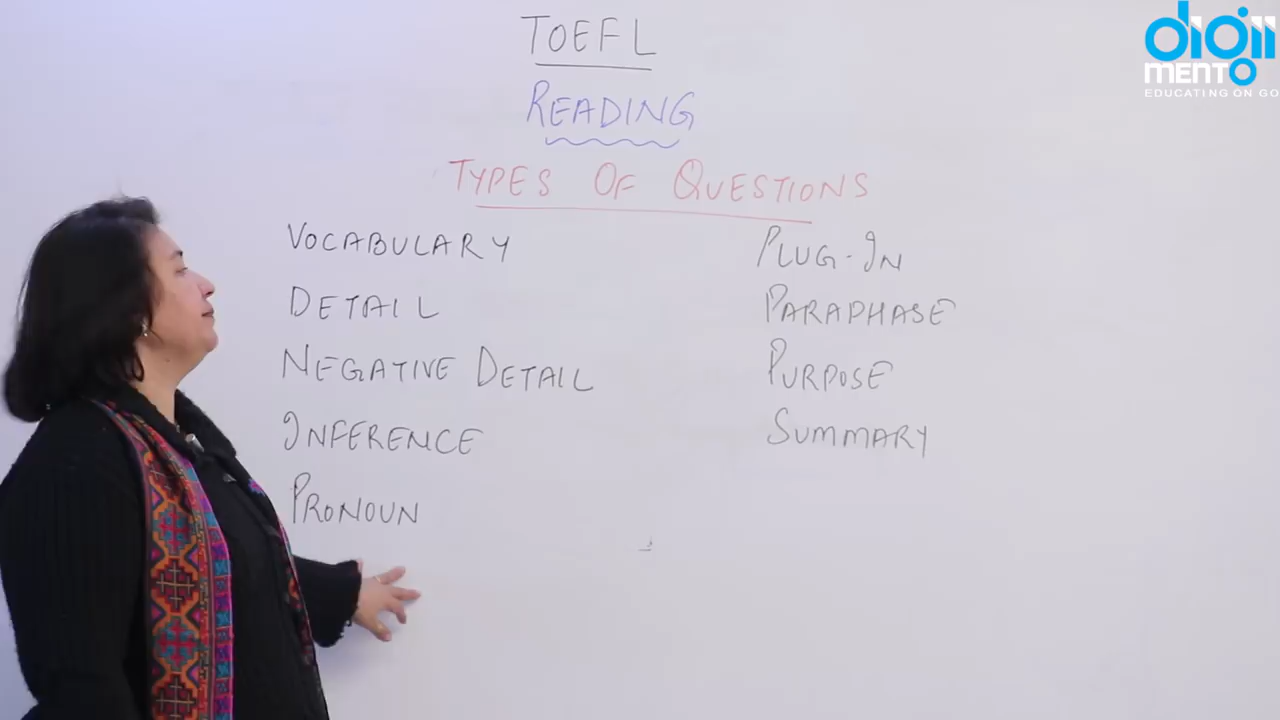 TOEFL
READING
TYPES OF QUESTIONS
VOCABULARY
DETAIL
NEGATIVE DETAIL
INFERENCE
PRONOUN
PLUG-IN
PARAPHASE
PURPOSE
SUMMARY
digii
MENTO
EDUCATING ON GO